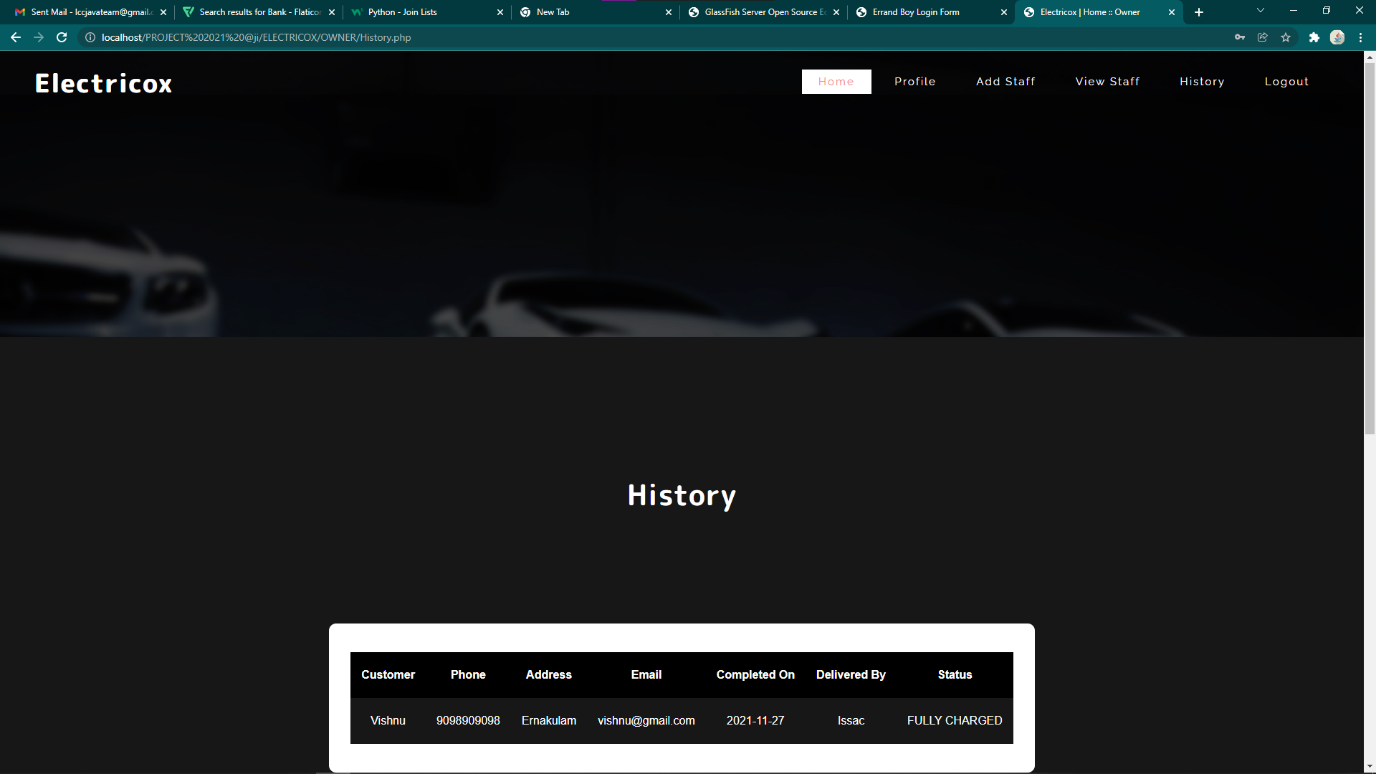 Sent Mail - lccjavateam@gmail.c
Search results for Bank - Flatico
Python - Join Lists
New Tab
GlassFish Server Open Source E
Errand Boy Login Form
Electricox | Home :: Owner
localhost/PROJECT%202021%20@ji/ELECTRICOX/OWNER/History.php
Electricox
Home Profile Add Staff View Staff History Logout
History
Customer Phone Address Email Completed On Delivered By Status
Vishnu 9098909098 Ernakulam vishnu@gmail.com 2021-11-27 Issac FULLY CHARGED